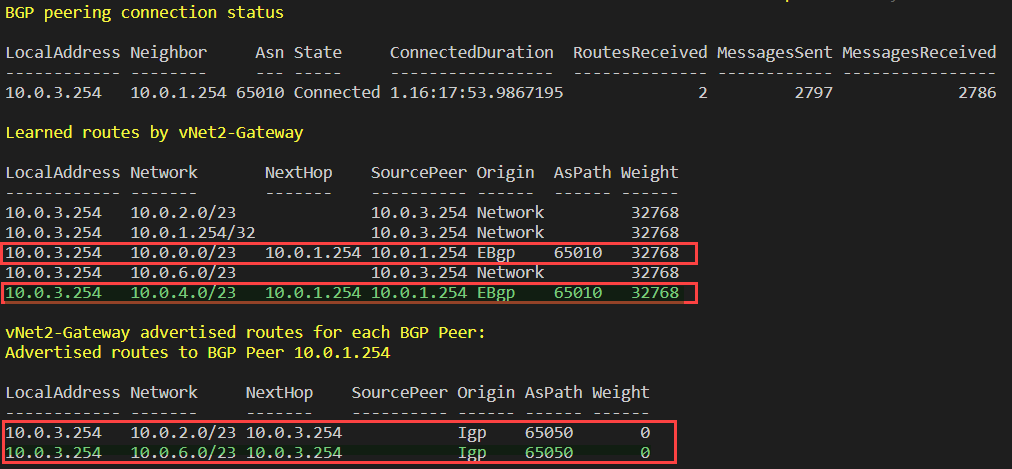 BGP peering connection status
LocalAddress Neighbor Asn State ConnectedDuration RoutesReceived MessagesSent MessagesReceived
------------ -------- --- ----- ----------------- -------------- ------------ ----------------
10.0.3.254 10.0.1.254 65010 Connected 1.16:17:53.9867195 2 2797 2786
Learned routes by vNet2-Gateway
LocalAddress Network NextHop SourcePeer Origin AsPath Weight
------------ ------- ------- ---------- ------ ------ ------
10.0.3.254 10.0.2.0/23 10.0.3.254 Network 32768
10.0.3.254 10.0.1.254/32 10.0.3.254 Network 32768
10.0.3.254 10.0.0.0/23 10.0.1.254 10.0.1.254 EBgp 65010 32768
10.0.3.254 10.0.6.0/23 10.0.3.254 Network 32768
10.0.3.254 10.0.4.0/23 10.0.1.254 10.0.1.254 EBgp 65010 32768
vNet2-Gateway advertised routes for each BGP Peer:
Advertised routes to BGP Peer 10.0.1.254
LocalAddress Network NextHop SourcePeer Origin AsPath Weight
------------ ------- ------- ---------- ------ ------ ------
10.0.3.254 10.0.2.0/23 10.0.3.254 Igp 65050 0
10.0.3.254 10.0.6.0/23 10.0.3.254 Igp 65050 0